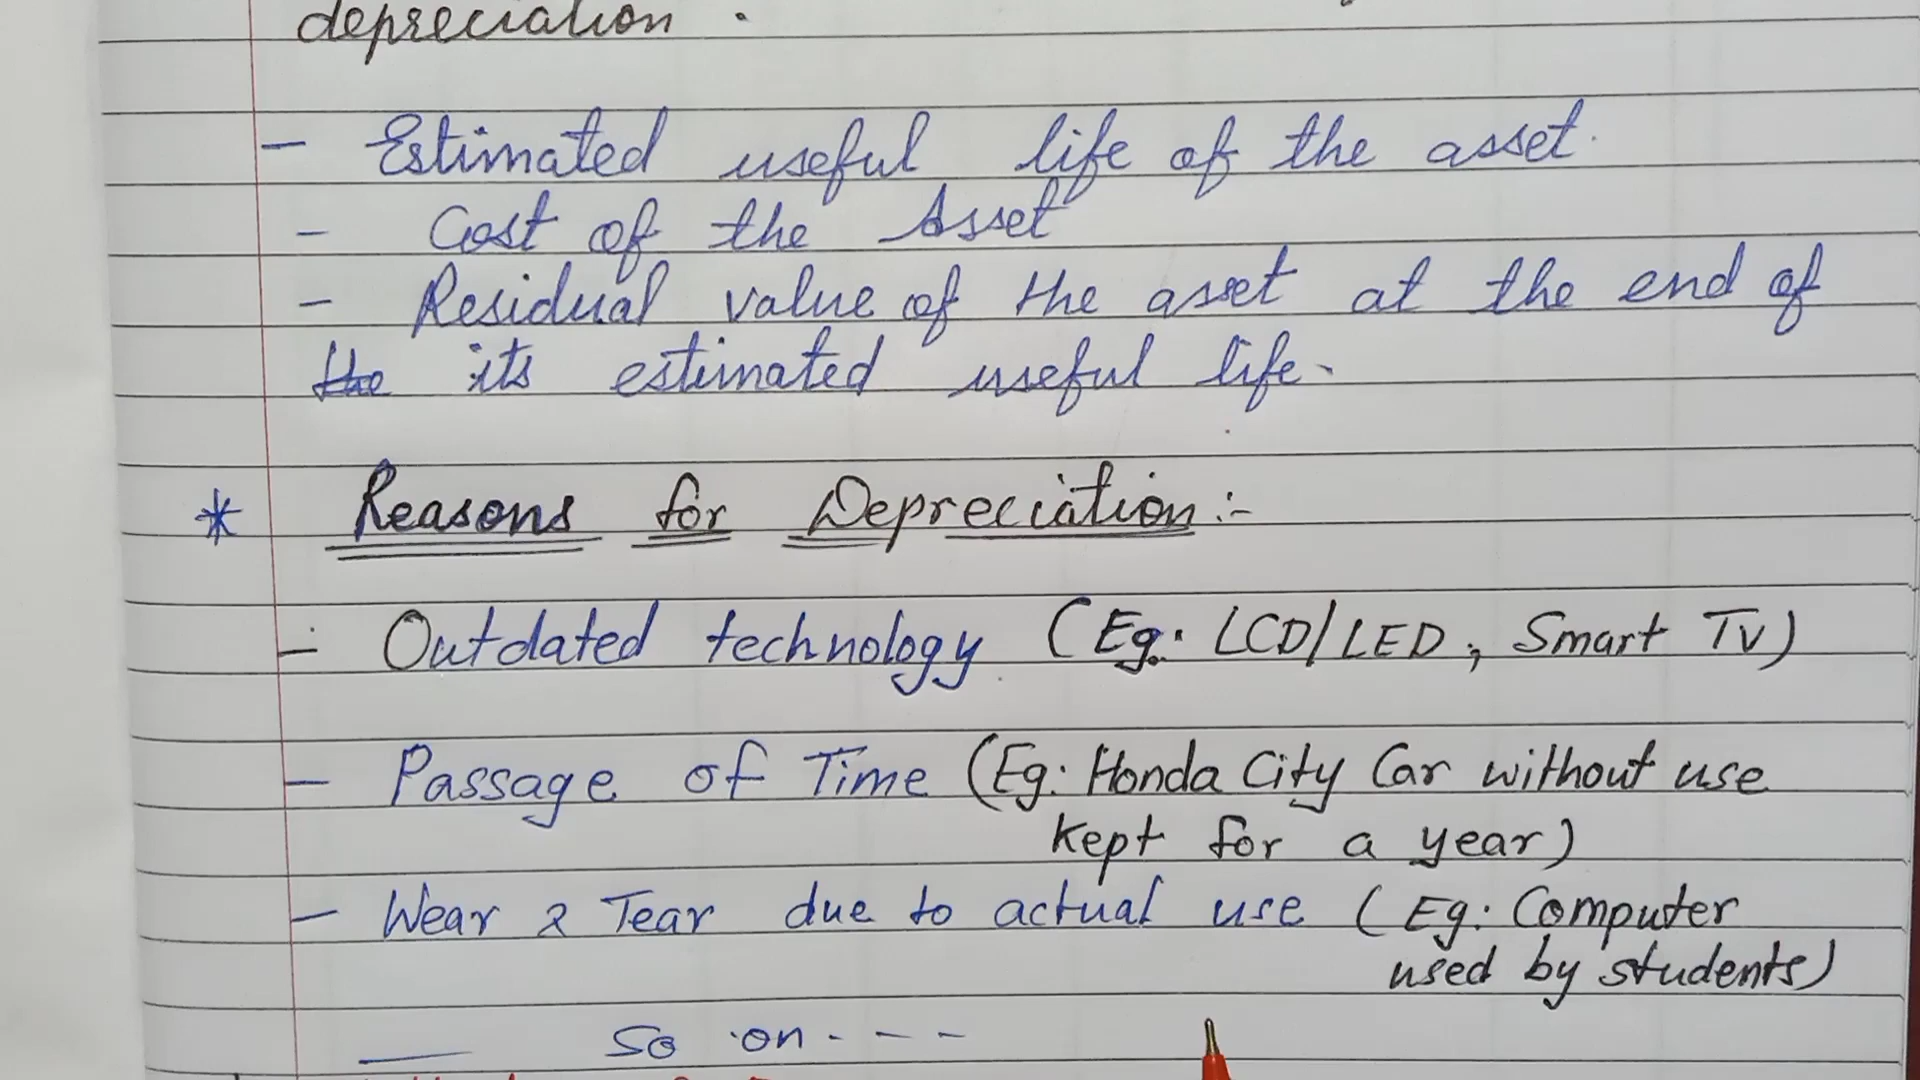 depreciation.
- Estimated useful life of the asset.
- Cost of the Asset
- Residual value of the asset at the end of
the its estimated useful life.
* Reasons for Depreciation :-
- Outdated technology (Eg: LCD/LED, Smart TV)
- Passage of Time (Eg: Honda City Car without use
kept for a year)
- Wear & Tear due to actual use (Eg: Computer
used by students)
— So on - - -